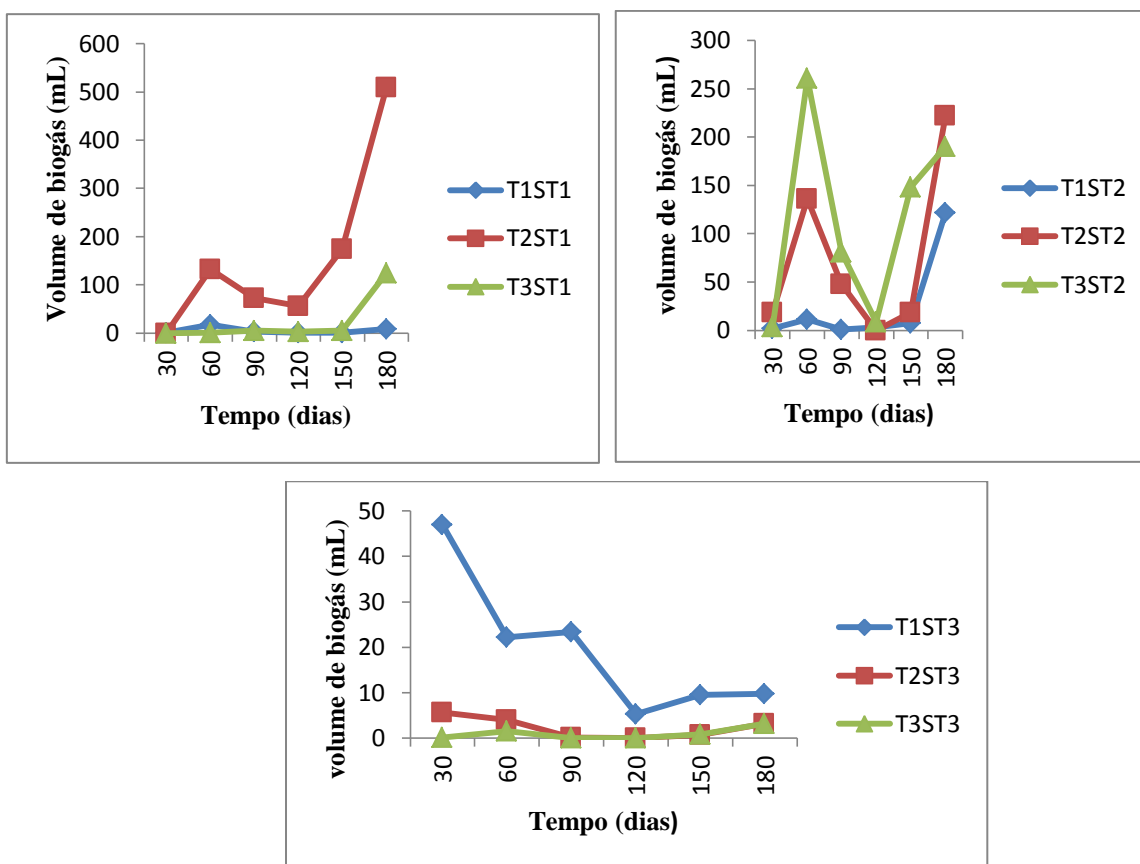 Volume de biogás (mL)
600
500
400
300
200
100
0
30
60
90
120
150
180
Tempo (dias)
T1ST1
T2ST1
T3ST1
volume de biogás (mL)
300
250
200
150
100
50
0
30
60
90
120
150
180
Tempo (dias)
T1ST2
T2ST2
T3ST2
volume de biogás (mL)
50
40
30
20
10
0
30
60
90
120
150
180
Tempo (dias)
T1ST3
T2ST3
T3ST3